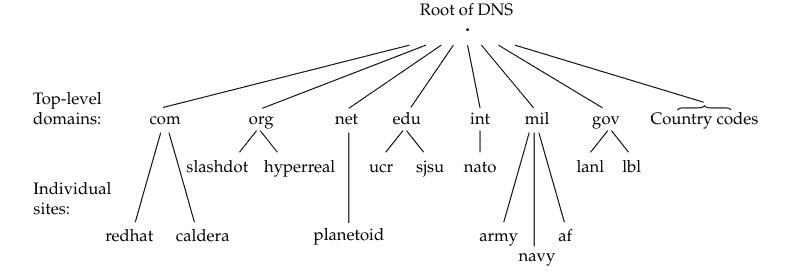 Root of DNS
.
Top-level
domains:
com org net edu int mil gov Country codes
slashdot hyperreal ucr sjsu nato lanl lbl
Individual
sites:
redhat caldera planetoid army af
navy